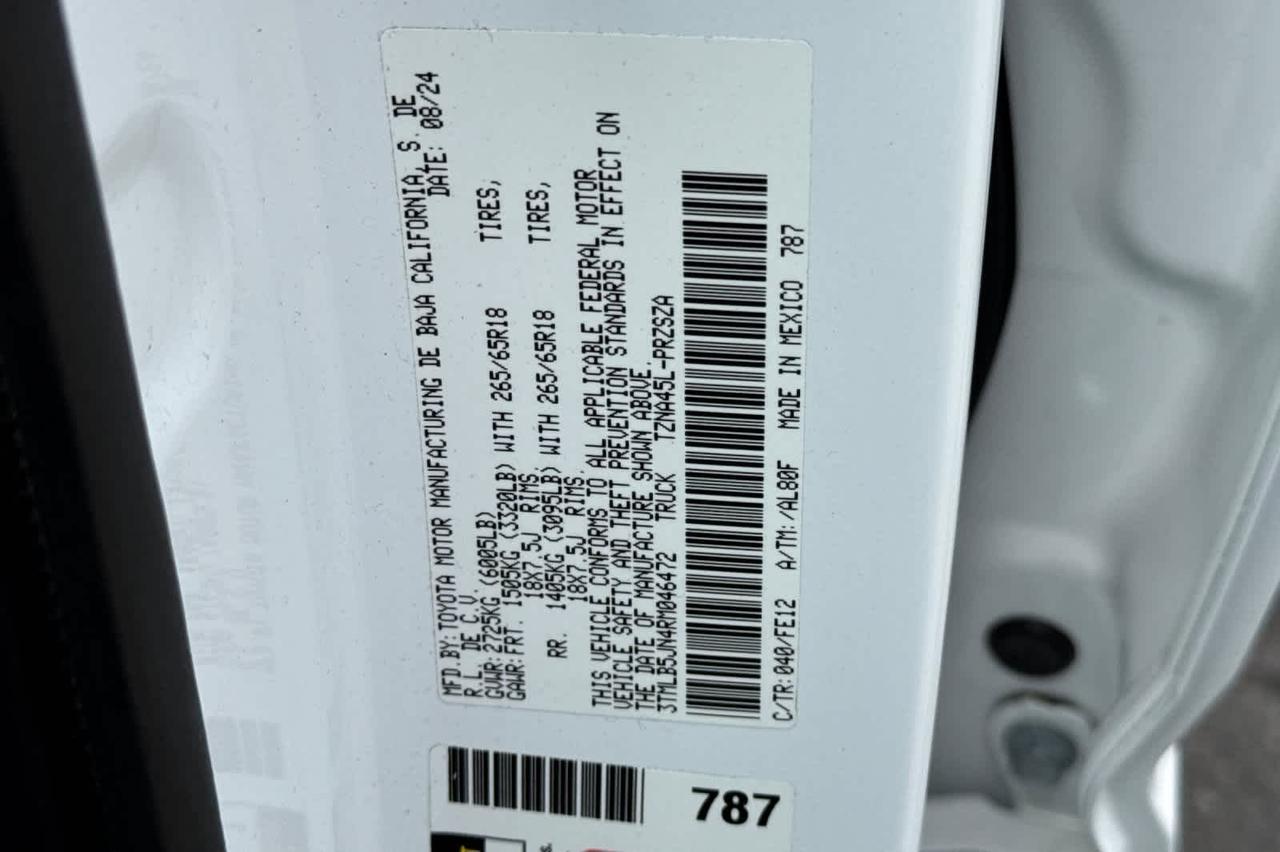 MFD.BY:TOYOTA MOTOR MANUFACTURING DE BAJA CALIFORNIA, S. DE
R.L. DE C.V. DATE: 08/24
GVWR:2725KG (6005LB)
GAWR:FRT. 1505KG (3320LB) WITH 265/65R18 TIRES,
18X7.5J RIMS
RR. 1405KG (3095LB) WITH 265/65R18 TIRES,
18X7.5J RIMS.
THIS VEHICLE CONFORMS TO ALL APPLICABLE FEDERAL MOTOR
VEHICLE SAFETY AND THEFT PREVENTION STANDARDS IN EFFECT ON
THE DATE OF MANUFACTURE SHOWN ABOVE.
3TMLB5JN4RM046472 TRUCK TZNA45L-PRZSZA
C/TR:040/FE12 A/TM:/AL80F MADE IN MEXICO 787
787